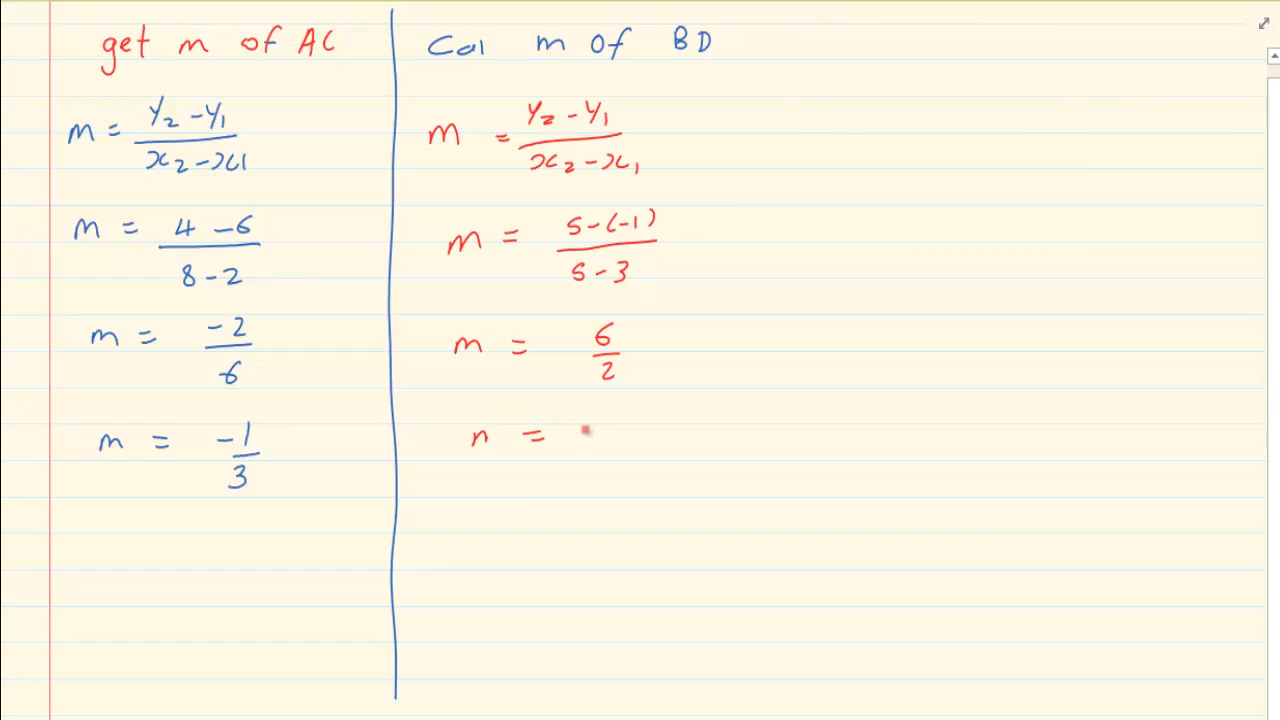 get m of AC
m = y₂ - y₁ / x₂ - x₁
m = 4 - 6 / 8 - 2
m = -2 / 6
m = -1 / 3
Cal m of BD
m = y₂ - y₁ / x₂ - x₁
m = 5 - (-1) / 5 - 3
m = 6 / 2
n =